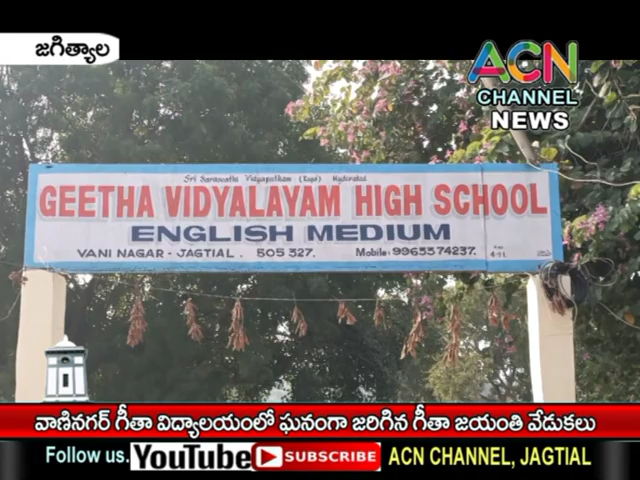 జగిత్యాల
ACN
CHANNEL
NEWS
Sri Saraswathi Vidyapeetham (Regd) Hyderabad
GEETHA VIDYALAYAM HIGH SCHOOL
ENGLISH MEDIUM
VANI NAGAR - JAGTIAL. 505 327. Mobile: 9963374237.
వాణినగర్ గీతా విద్యాలయంలో ఘనంగా జరిగిన గీతా జయంతి వేడుకలు
Follow us. YouTube SUBSCRIBE ACN CHANNEL, JAGTIAL